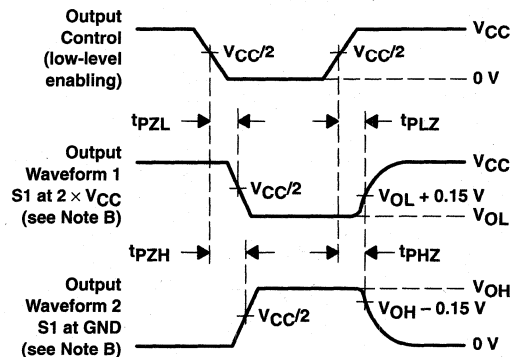 Output
Control
(low-level
enabling)
VCC/2
VCC/2
VCC
0 V
tPZL
tPLZ
Output
Waveform 1
S1 at 2 × VCC
(see Note B)
VCC/2
VCC
VOL + 0.15 V
VOL
tPZH
tPHZ
Output
Waveform 2
S1 at GND
(see Note B)
VCC/2
VOH
VOH − 0.15 V
0 V